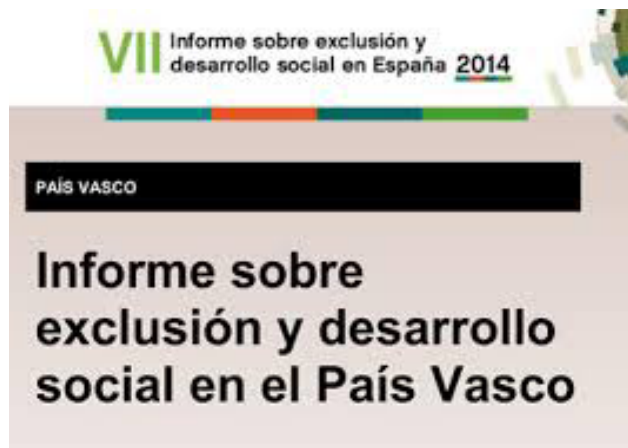 VII Informe sobre exclusión y
desarrollo social en España 2014
PAÍS VASCO
Informe sobre
exclusión y desarrollo
social en el País Vasco